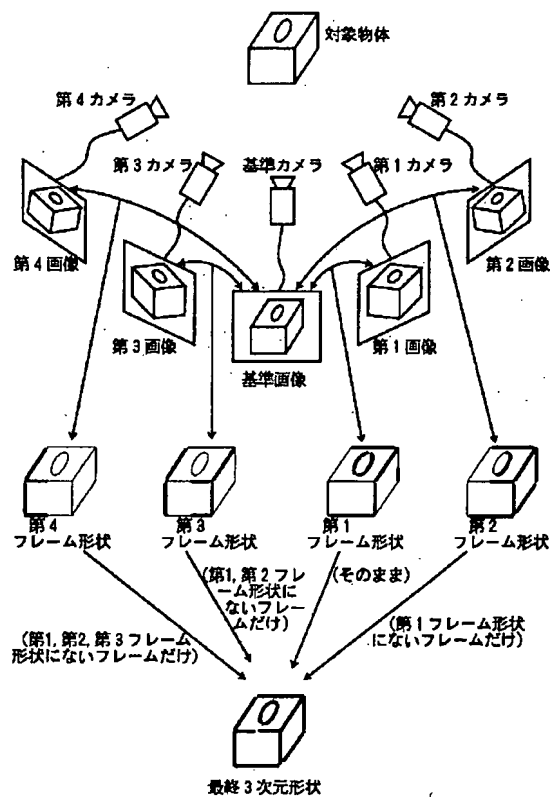 対象物体
第4カメラ
第2カメラ
第3カメラ
基準カメラ
第1カメラ
第4画像
第2画像
第3画像
第1画像
基準画像
第4
フレーム形状
第3
フレーム形状
第1
フレーム形状
第2
フレーム形状
(第1,第2フレ
ーム形状に
ないフレー
ムだけ)
(そのまま)
(第1,第2,第3フレーム
形状にないフレームだけ)
(第1フレーム形状
にないフレームだけ)
最終3次元形状